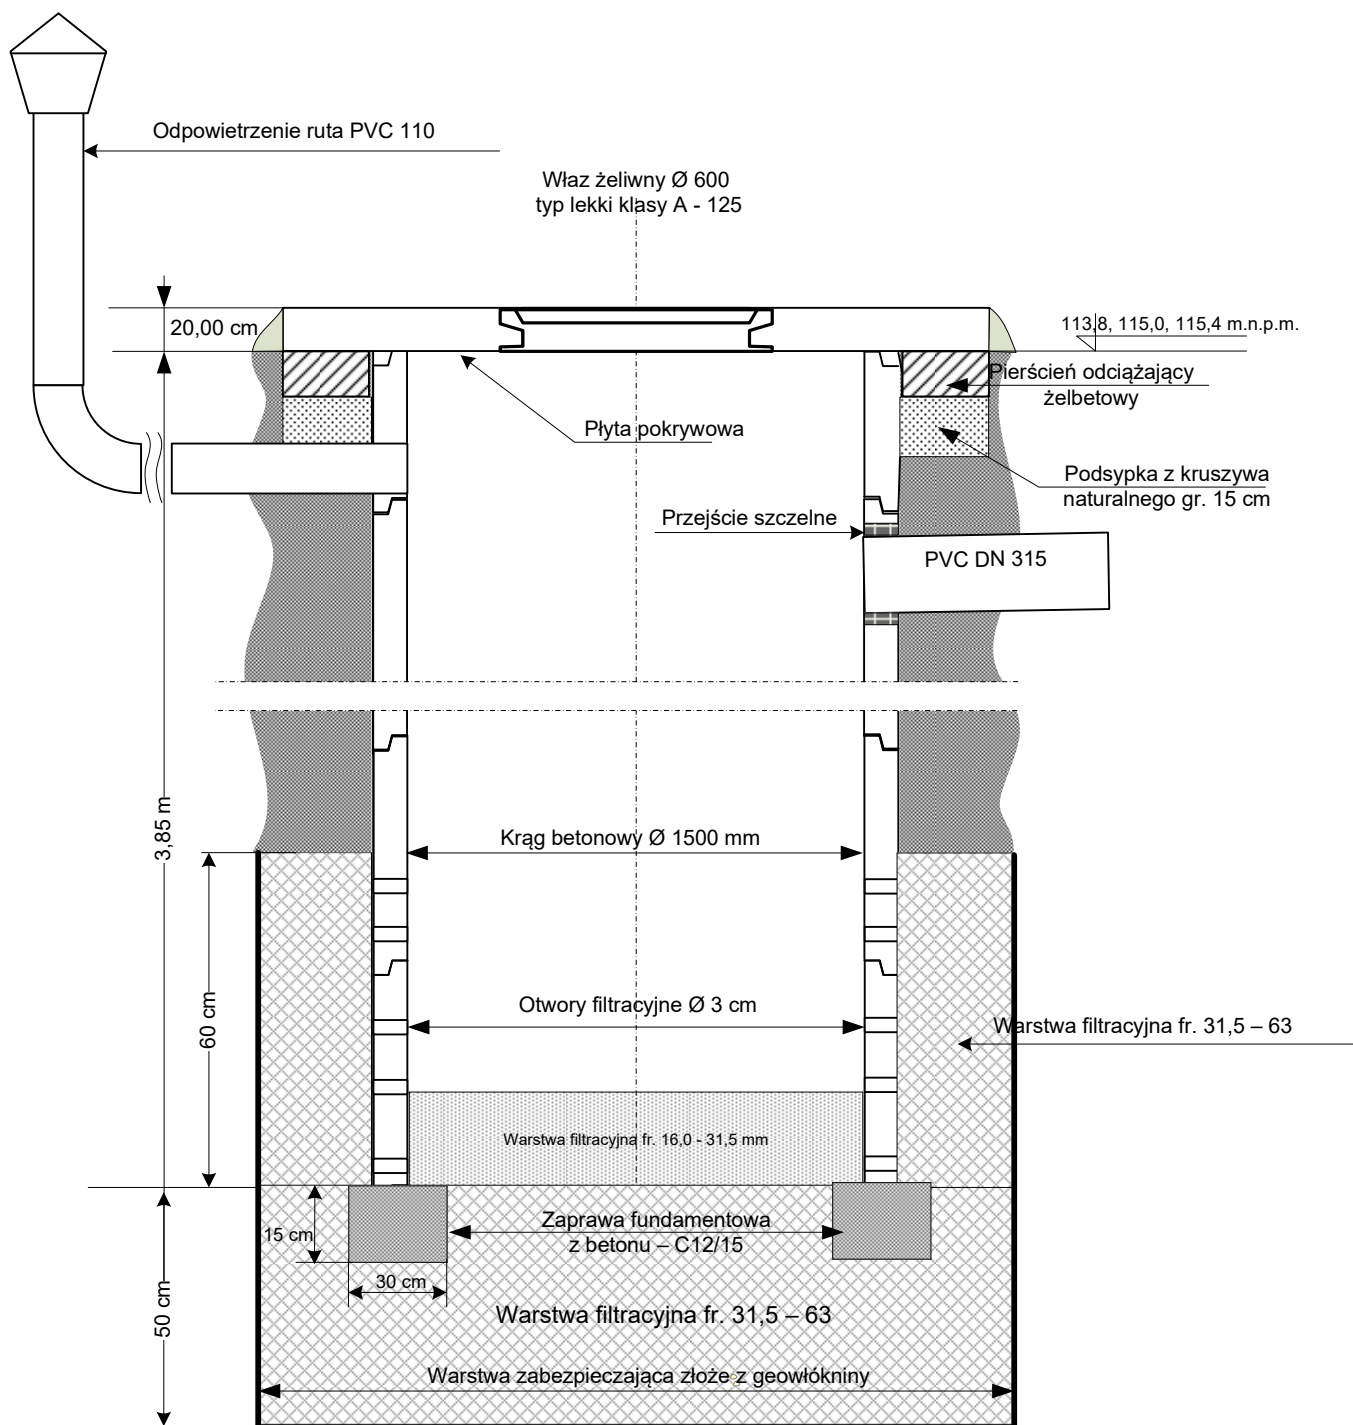 Odpowietrzenie ruta PVC 110
Właz żeliwny Ø 600
typ lekki klasy A - 125
20,00 cm
113,8, 115,0, 115,4 m.n.p.m.
Pierścień odciążający
żelbetowy
Płyta pokrywowa
Podsypka z kruszywa
naturalnego gr. 15 cm
Przejście szczelne
PVC DN 315
3,85 m
Krąg betonowy Ø 1500 mm
60 cm
Otwory filtracyjne Ø 3 cm
Warstwa filtracyjna fr. 31,5 – 63
Warstwa filtracyjna fr. 16,0 - 31,5 mm
15 cm
Zaprawa fundamentowa
z betonu – C12/15
30 cm
50 cm
Warstwa filtracyjna fr. 31,5 – 63
Warstwa zabezpieczająca złoże z geowłókniny